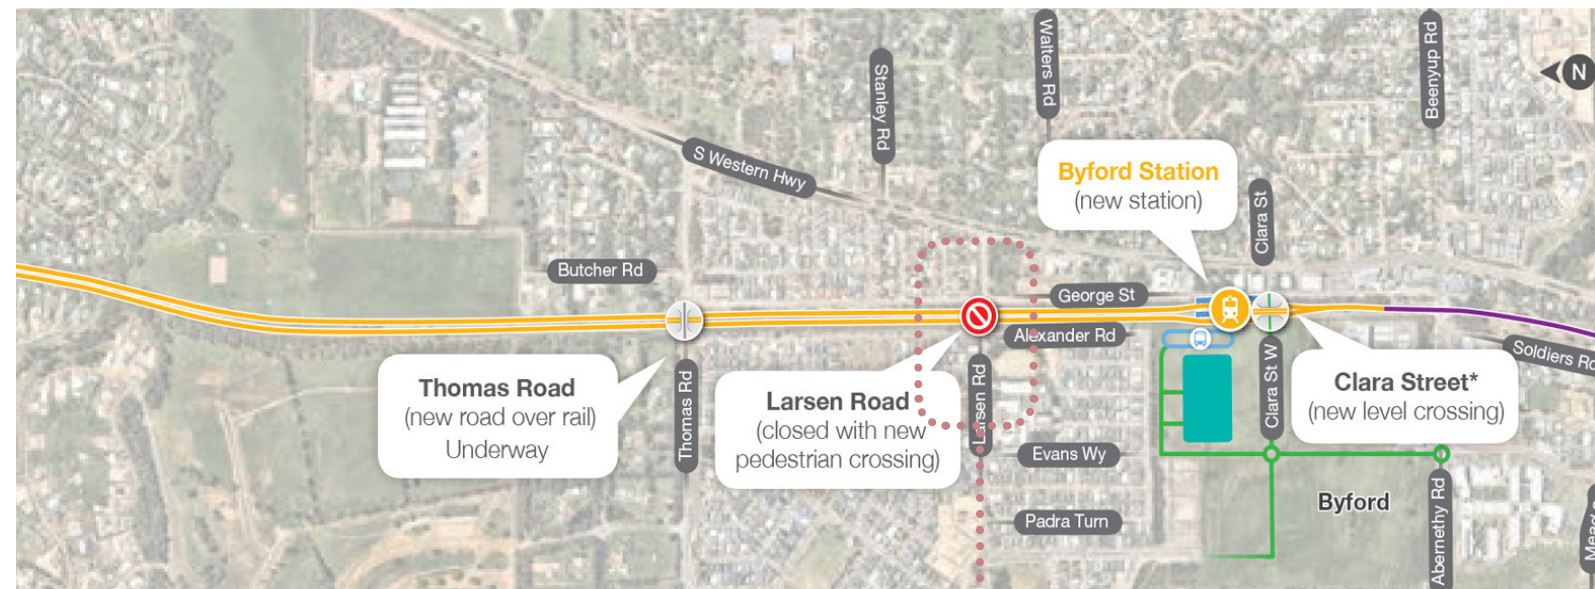 Walters Rd
Beenyup Rd
N
Stanley Rd
S Western Hwy
Byford Station
(new station)
Clara St
Butcher Rd
George St
Alexander Rd
Soldiers Rd
Thomas Road
(new road over rail)
Underway
Thomas Rd
Larsen Road
(closed with new
pedestrian crossing)
Larsen Rd
Clara St W
Clara Street*
(new level crossing)
Evans Wy
Padra Turn
Byford
Abernethy Rd